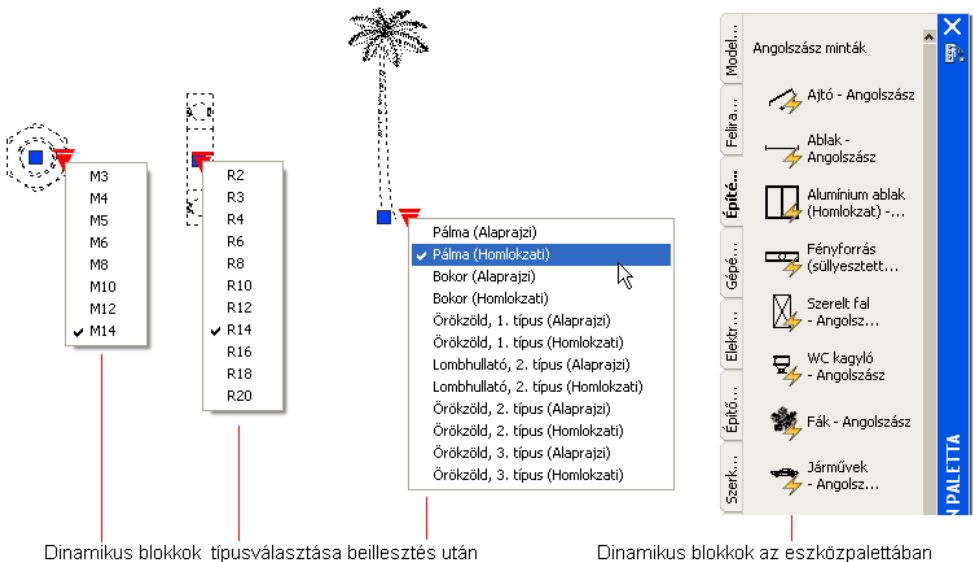 M3
M4
M5
M6
M8
M10
M12
M14
R2
R3
R4
R6
R8
R10
R12
R14
R16
R18
R20
Pálma (Alaprajzi)
Pálma (Homlokzati)
Bokor (Alaprajzi)
Bokor (Homlokzati)
Örökzöld, 1. típus (Alaprajzi)
Örökzöld, 1. típus (Homlokzati)
Lombhullató, 2. típus (Alaprajzi)
Lombhullató, 2. típus (Homlokzati)
Örökzöld, 2. típus (Alaprajzi)
Örökzöld, 2. típus (Homlokzati)
Örökzöld, 3. típus (Alaprajzi)
Örökzöld, 3. típus (Homlokzati)
Model...
Felira...
Építé...
Gépé...
Elektr...
Építő...
Szerk...
Angolszász minták
Ajtó - Angolszász
Ablak -
Angolszász
Alumínium ablak
(Homlokzat) -...
Fényforrás
(süllyesztett...
Szerelt fal
- Angolsz...
WC kagyló
- Angolszász
Fák - Angolszász
Járművek
- Angolsz...
N PALETTA
Dinamikus blokkok típusválasztása beillesztés után
Dinamikus blokkok az eszközpalettában